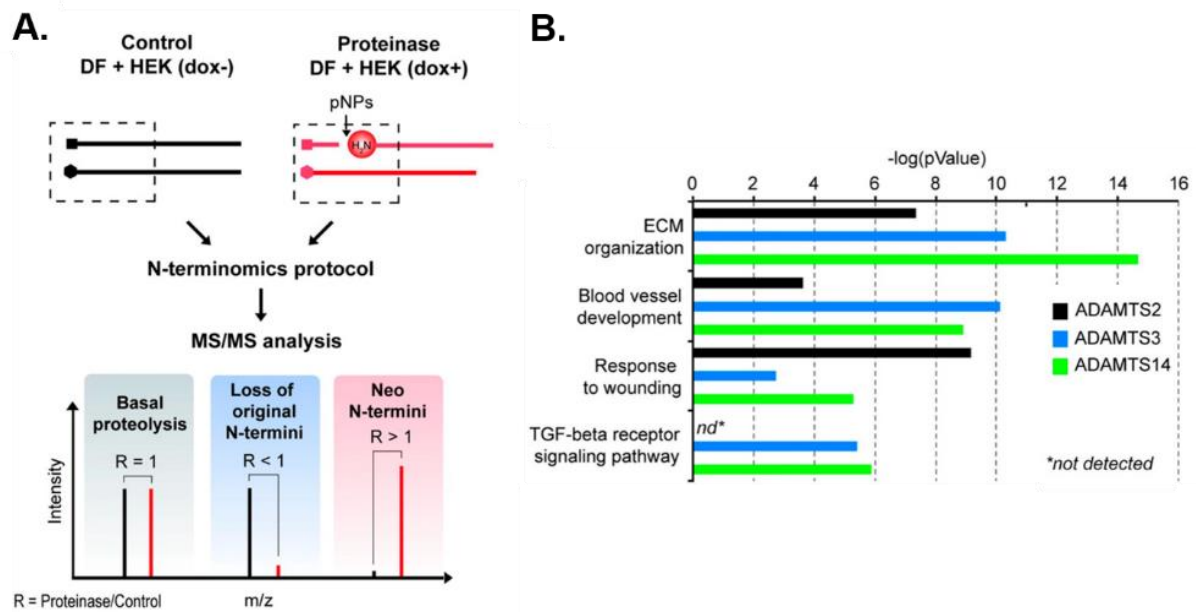 A.
Control
DF + HEK (dox-)
Proteinase
DF + HEK (dox+)
pNPs
H₂N
N-terminomics protocol
MS/MS analysis
Basal
proteolysis
R = 1
Loss of
original
N-termini
R < 1
Neo
N-termini
R > 1
Intensity
R = Proteinase/Control
m/z
B.
-log(pValue)
0 2 4 6 8 10 12 14 16
ECM
organization
Blood vessel
development
Response
to wounding
TGF-beta receptor
signaling pathway
nd*
ADAMTS2
ADAMTS3
ADAMTS14
*not detected